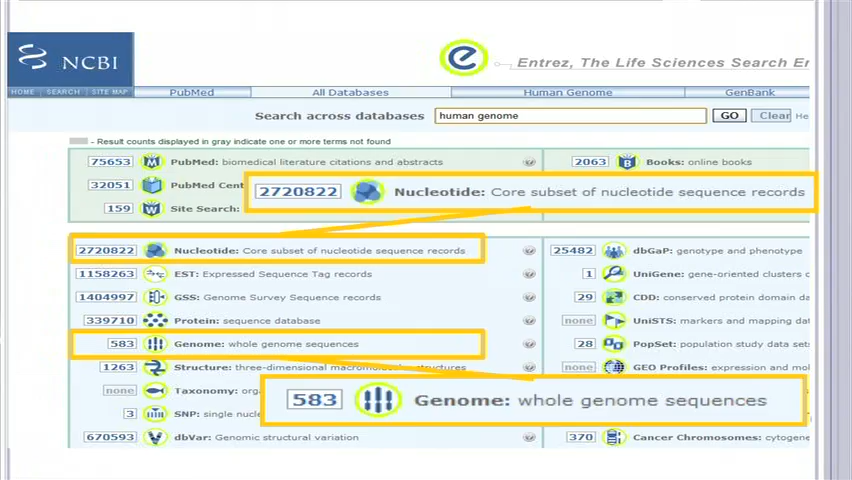 NCBI
Entrez, The Life Sciences Search En
HOME | SEARCH | SITE MAP
PubMed
All Databases
Human Genome
GenBank
Search across databases
human genome
GO
Clear
He
- Result counts displayed in gray indicate one or more terms not found
75653 PubMed: biomedical literature citations and abstracts
2063 Books: online books
32051 PubMed Cent
2720822 Nucleotide: Core subset of nucleotide sequence records
159 Site Search:
2720822 Nucleotide: Core subset of nucleotide sequence records
25482 dbGaP: genotype and phenotype
1158263 EST: Expressed Sequence Tag records
1 UniGene: gene-oriented clusters o
1404997 GSS: Genome Survey Sequence records
29 CDD: conserved protein domain da
339710 Protein: sequence database
none UniSTS: markers and mapping dat
583 Genome: whole genome sequences
28 PopSet: population study data sets
1263 Structure: three-dimensional macromolecular structures
none GEO Profiles: expression and mol
none Taxonomy: orga
583 Genome: whole genome sequences
3 SNP: single nucle
670593 dbVar: Genomic structural variation
370 Cancer Chromosomes: cytogene